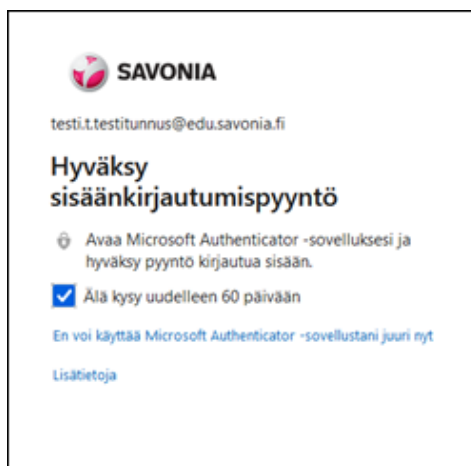 SAVONIA
testi.t.testitunnus@edu.savonia.fi
Hyväksy
sisäänkirjautumispyyntö
Avaa Microsoft Authenticator -sovelluksesi ja
hyväksy pyyntö kirjautua sisään.
Älä kysy uudelleen 60 päivään
En voi käyttää Microsoft Authenticator -sovellustani juuri nyt
Lisätietoja